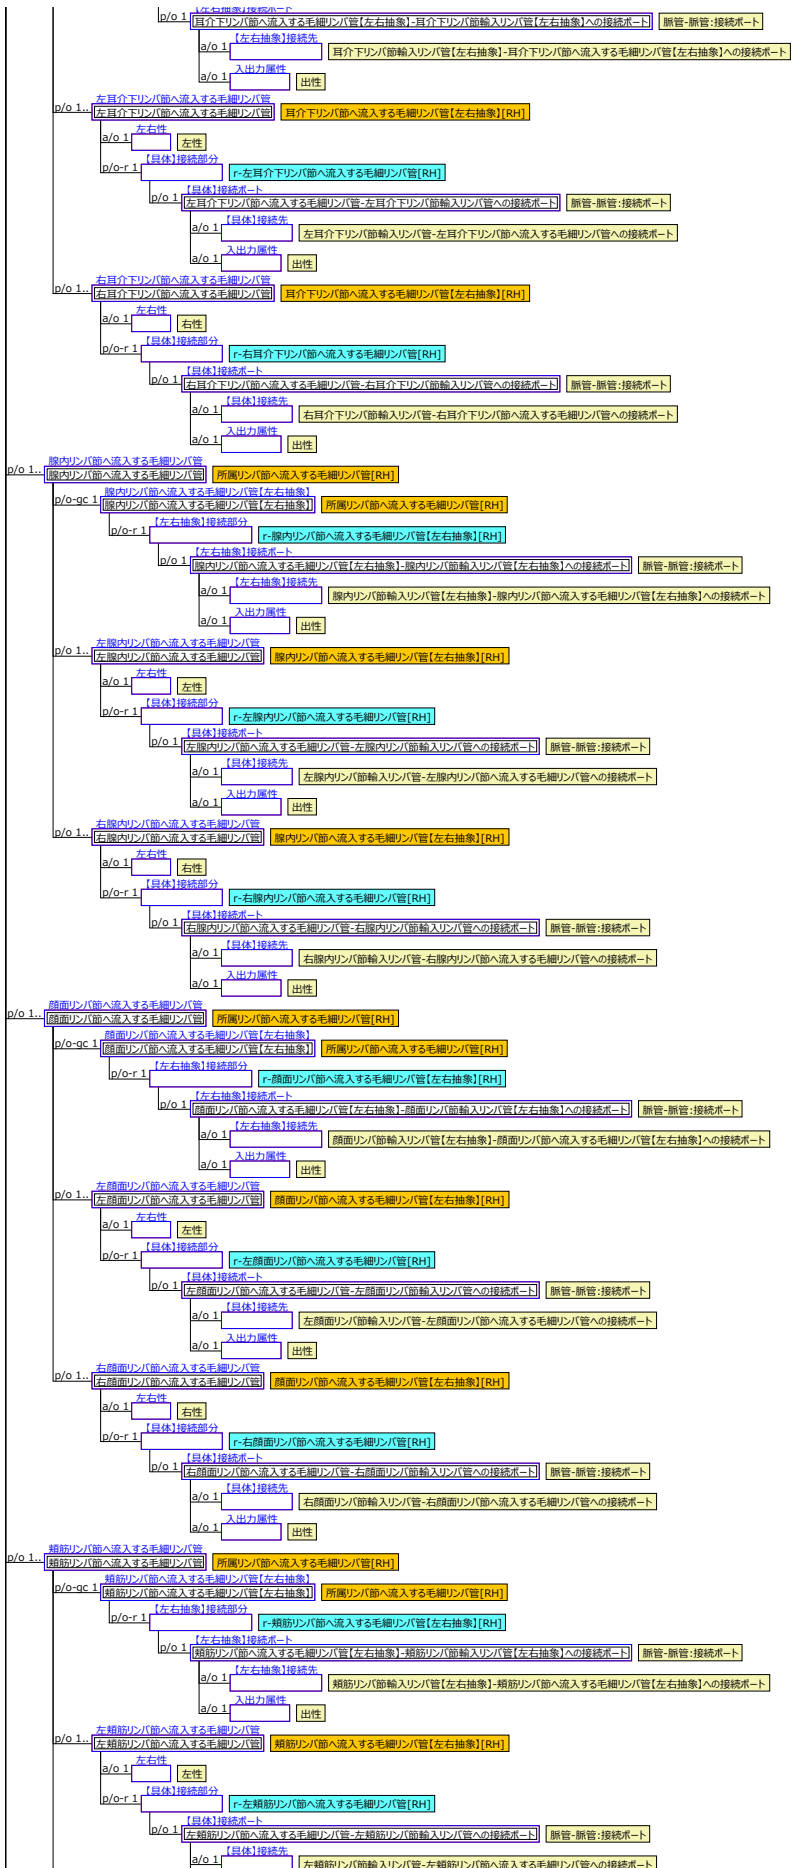 【左右抽象】接続ポート
p/o 1 耳介下リンパ節へ流入する毛細リンパ管【左右抽象】-耳介下リンパ節輸入リンパ管【左右抽象】への接続ポート 脈管-脈管:接続ポート
【左右抽象】接続先
a/o 1 耳介下リンパ節輸入リンパ管【左右抽象】-耳介下リンパ節へ流入する毛細リンパ管【左右抽象】への接続ポート
入出力属性
a/o 1 出性
左耳介下リンパ節へ流入する毛細リンパ管
p/o 1.. 左耳介下リンパ節へ流入する毛細リンパ管 耳介下リンパ節へ流入する毛細リンパ管【左右抽象】[RH]
左右性
a/o 1 左性
【具体】接続部分
p/o-r 1 r-左耳介下リンパ節へ流入する毛細リンパ管[RH]
【具体】接続ポート
p/o 1 左耳介下リンパ節へ流入する毛細リンパ管-左耳介下リンパ節輸入リンパ管への接続ポート 脈管-脈管:接続ポート
【具体】接続先
a/o 1 左耳介下リンパ節輸入リンパ管-左耳介下リンパ節へ流入する毛細リンパ管への接続ポート
入出力属性
a/o 1 出性
右耳介下リンパ節へ流入する毛細リンパ管
p/o 1.. 右耳介下リンパ節へ流入する毛細リンパ管 耳介下リンパ節へ流入する毛細リンパ管【左右抽象】[RH]
左右性
a/o 1 右性
【具体】接続部分
p/o-r 1 r-右耳介下リンパ節へ流入する毛細リンパ管[RH]
【具体】接続ポート
p/o 1 右耳介下リンパ節へ流入する毛細リンパ管-右耳介下リンパ節輸入リンパ管への接続ポート 脈管-脈管:接続ポート
【具体】接続先
a/o 1 右耳介下リンパ節輸入リンパ管-右耳介下リンパ節へ流入する毛細リンパ管への接続ポート
入出力属性
a/o 1 出性
腺内リンパ節へ流入する毛細リンパ管
p/o 1.. 腺内リンパ節へ流入する毛細リンパ管 所属リンパ節へ流入する毛細リンパ管[RH]
腺内リンパ節へ流入する毛細リンパ管【左右抽象】
p/o-gc 1 腺内リンパ節へ流入する毛細リンパ管【左右抽象】 所属リンパ節へ流入する毛細リンパ管[RH]
【左右抽象】接続部分
p/o-r 1 r-腺内リンパ節へ流入する毛細リンパ管【左右抽象】[RH]
【左右抽象】接続ポート
p/o 1 腺内リンパ節へ流入する毛細リンパ管【左右抽象】-腺内リンパ節輸入リンパ管【左右抽象】への接続ポート 脈管-脈管:接続ポート
【左右抽象】接続先
a/o 1 腺内リンパ節輸入リンパ管【左右抽象】-腺内リンパ節へ流入する毛細リンパ管【左右抽象】への接続ポート
入出力属性
a/o 1 出性
左腺内リンパ節へ流入する毛細リンパ管
p/o 1.. 左腺内リンパ節へ流入する毛細リンパ管 腺内リンパ節へ流入する毛細リンパ管【左右抽象】[RH]
左右性
a/o 1 左性
【具体】接続部分
p/o-r 1 r-左腺内リンパ節へ流入する毛細リンパ管[RH]
【具体】接続ポート
p/o 1 左腺内リンパ節へ流入する毛細リンパ管-左腺内リンパ節輸入リンパ管への接続ポート 脈管-脈管:接続ポート
【具体】接続先
a/o 1 左腺内リンパ節輸入リンパ管-左腺内リンパ節へ流入する毛細リンパ管への接続ポート
入出力属性
a/o 1 出性
右腺内リンパ節へ流入する毛細リンパ管
p/o 1.. 右腺内リンパ節へ流入する毛細リンパ管 腺内リンパ節へ流入する毛細リンパ管【左右抽象】[RH]
左右性
a/o 1 右性
【具体】接続部分
p/o-r 1 r-右腺内リンパ節へ流入する毛細リンパ管[RH]
【具体】接続ポート
p/o 1 右腺内リンパ節へ流入する毛細リンパ管-右腺内リンパ節輸入リンパ管への接続ポート 脈管-脈管:接続ポート
【具体】接続先
a/o 1 右腺内リンパ節輸入リンパ管-右腺内リンパ節へ流入する毛細リンパ管への接続ポート
入出力属性
a/o 1 出性
顔面リンパ節へ流入する毛細リンパ管
p/o 1.. 顔面リンパ節へ流入する毛細リンパ管 所属リンパ節へ流入する毛細リンパ管[RH]
顔面リンパ節へ流入する毛細リンパ管【左右抽象】
p/o-gc 1 顔面リンパ節へ流入する毛細リンパ管【左右抽象】 所属リンパ節へ流入する毛細リンパ管[RH]
【左右抽象】接続部分
p/o-r 1 r-顔面リンパ節へ流入する毛細リンパ管【左右抽象】[RH]
【左右抽象】接続ポート
p/o 1 顔面リンパ節へ流入する毛細リンパ管【左右抽象】-顔面リンパ節輸入リンパ管【左右抽象】への接続ポート 脈管-脈管:接続ポート
【左右抽象】接続先
a/o 1 顔面リンパ節輸入リンパ管【左右抽象】-顔面リンパ節へ流入する毛細リンパ管【左右抽象】への接続ポート
入出力属性
a/o 1 出性
左顔面リンパ節へ流入する毛細リンパ管
p/o 1.. 左顔面リンパ節へ流入する毛細リンパ管 顔面リンパ節へ流入する毛細リンパ管【左右抽象】[RH]
左右性
a/o 1 左性
【具体】接続部分
p/o-r 1 r-左顔面リンパ節へ流入する毛細リンパ管[RH]
【具体】接続ポート
p/o 1 左顔面リンパ節へ流入する毛細リンパ管-左顔面リンパ節輸入リンパ管への接続ポート 脈管-脈管:接続ポート
【具体】接続先
a/o 1 左顔面リンパ節輸入リンパ管-左顔面リンパ節へ流入する毛細リンパ管への接続ポート
入出力属性
a/o 1 出性
右顔面リンパ節へ流入する毛細リンパ管
p/o 1.. 右顔面リンパ節へ流入する毛細リンパ管 顔面リンパ節へ流入する毛細リンパ管【左右抽象】[RH]
左右性
a/o 1 右性
【具体】接続部分
p/o-r 1 r-右顔面リンパ節へ流入する毛細リンパ管[RH]
【具体】接続ポート
p/o 1 右顔面リンパ節へ流入する毛細リンパ管-右顔面リンパ節輸入リンパ管への接続ポート 脈管-脈管:接続ポート
【具体】接続先
a/o 1 右顔面リンパ節輸入リンパ管-右顔面リンパ節へ流入する毛細リンパ管への接続ポート
入出力属性
a/o 1 出性
頬筋リンパ節へ流入する毛細リンパ管
p/o 1.. 頬筋リンパ節へ流入する毛細リンパ管 所属リンパ節へ流入する毛細リンパ管[RH]
頬筋リンパ節へ流入する毛細リンパ管【左右抽象】
p/o-gc 1 頬筋リンパ節へ流入する毛細リンパ管【左右抽象】 所属リンパ節へ流入する毛細リンパ管[RH]
【左右抽象】接続部分
p/o-r 1 r-頬筋リンパ節へ流入する毛細リンパ管【左右抽象】[RH]
【左右抽象】接続ポート
p/o 1 頬筋リンパ節へ流入する毛細リンパ管【左右抽象】-頬筋リンパ節輸入リンパ管【左右抽象】への接続ポート 脈管-脈管:接続ポート
【左右抽象】接続先
a/o 1 頬筋リンパ節輸入リンパ管【左右抽象】-頬筋リンパ節へ流入する毛細リンパ管【左右抽象】への接続ポート
入出力属性
a/o 1 出性
左頬筋リンパ節へ流入する毛細リンパ管
p/o 1.. 左頬筋リンパ節へ流入する毛細リンパ管 頬筋リンパ節へ流入する毛細リンパ管【左右抽象】[RH]
左右性
a/o 1 左性
【具体】接続部分
p/o-r 1 r-左頬筋リンパ節へ流入する毛細リンパ管[RH]
【具体】接続ポート
p/o 1 左頬筋リンパ節へ流入する毛細リンパ管-左頬筋リンパ節輸入リンパ管への接続ポート 脈管-脈管:接続ポート
【具体】接続先
a/o 1 左頬筋リンパ節輸入リンパ管-左頬筋リンパ節へ流入する毛細リンパ管への接続ポート